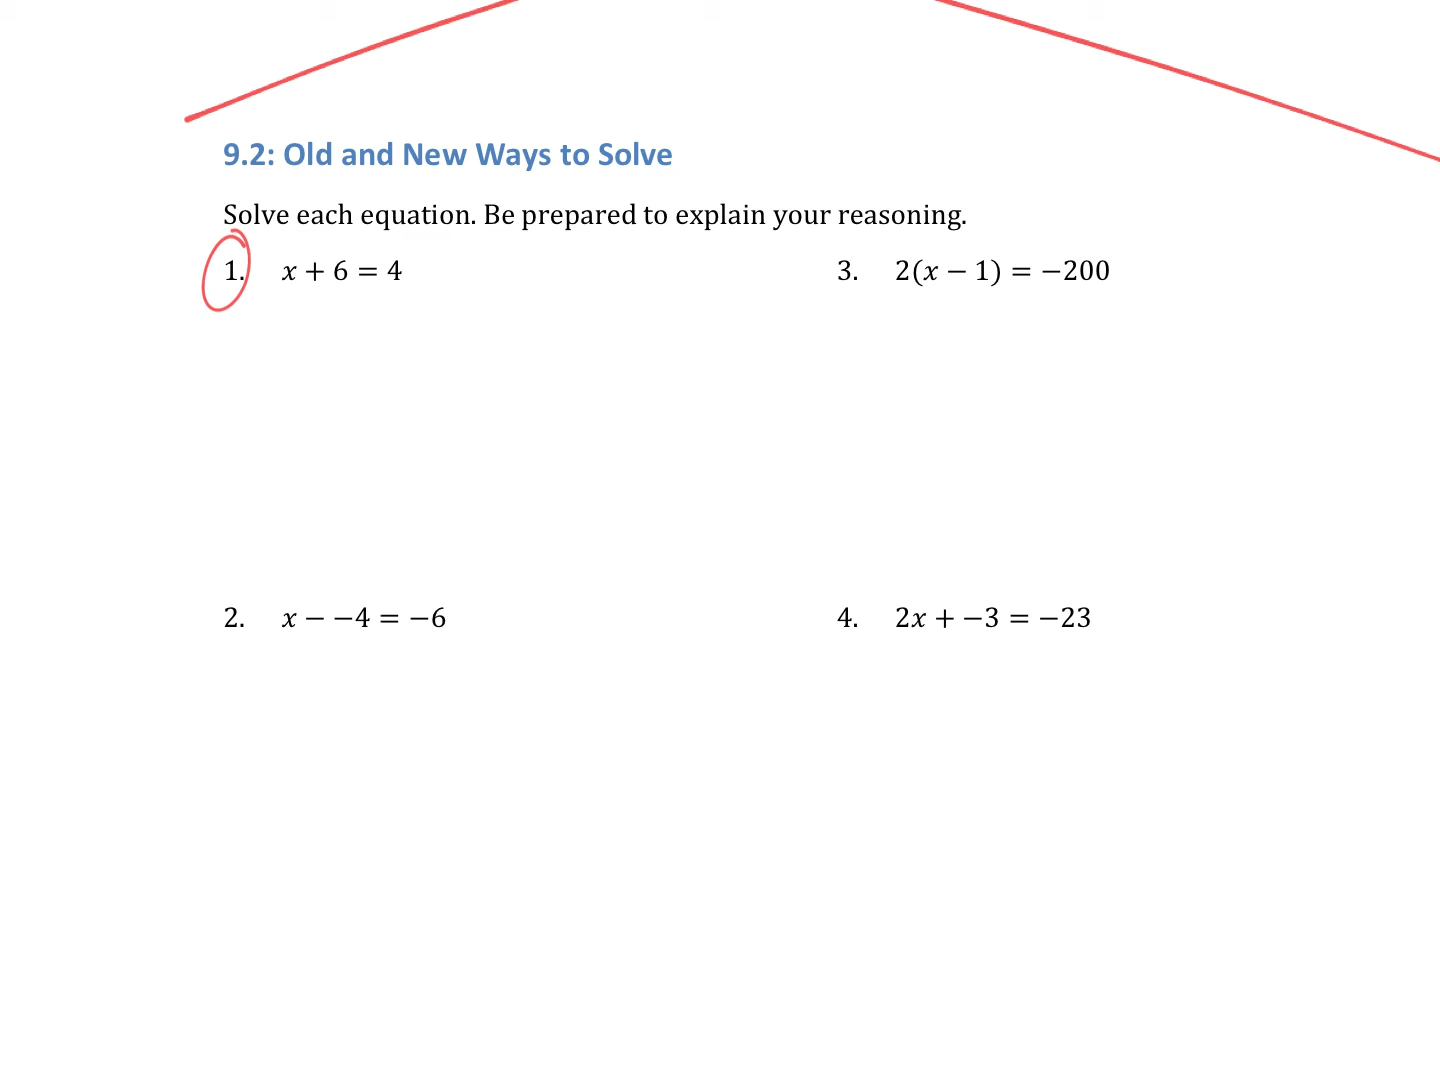 9.2: Old and New Ways to Solve
Solve each equation. Be prepared to explain your reasoning.
1. x + 6 = 4
3. 2(x − 1) = −200
2. x − −4 = −6
4. 2x + −3 = −23